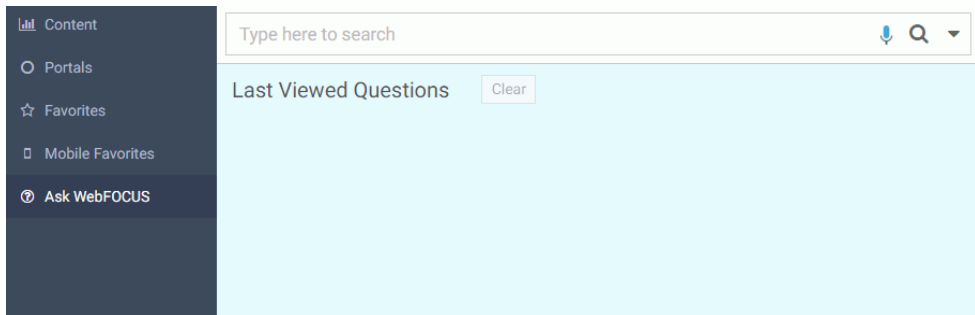 Content
Portals
Favorites
Mobile Favorites
Ask WebFOCUS
Type here to search
Last Viewed Questions Clear